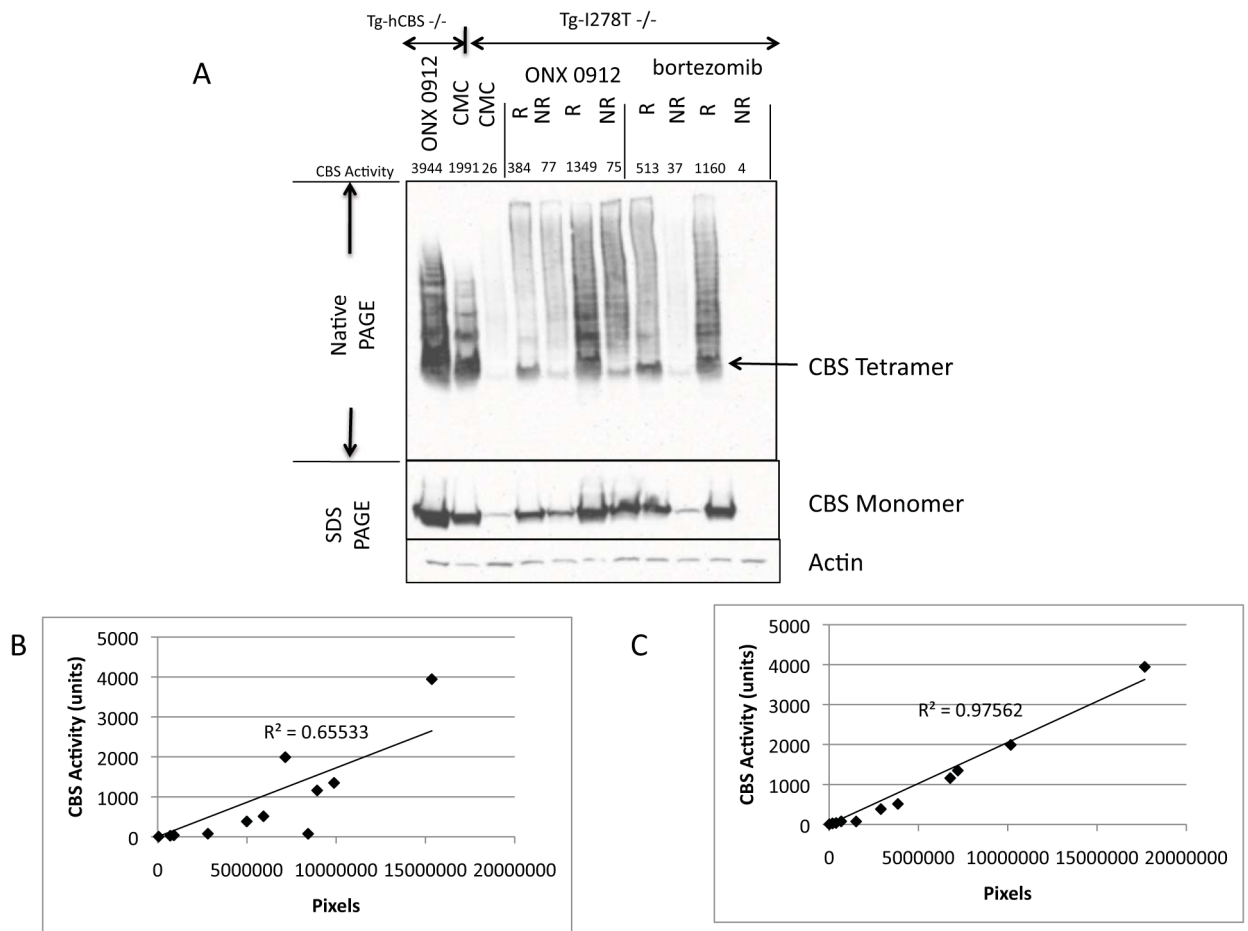 Tg-hCBS -/-
Tg-I278T -/-
A
ONX 0912
CMC
CMC
ONX 0912
bortezomib
R
NR
R
NR
R
NR
R
NR
CBS Activity
3944 1991 26 384 77 1349 75 513 37 1160 4
Native
PAGE
CBS Tetramer
SDS
PAGE
CBS Monomer
Actin
B
CBS Activity (units)
5000
4000
3000
2000
1000
0
R² = 0.65533
0 5000000 10000000 15000000 20000000
Pixels
C
CBS Activity (units)
5000
4000
3000
2000
1000
0
R² = 0.97562
0 5000000 10000000 15000000 20000000
Pixels